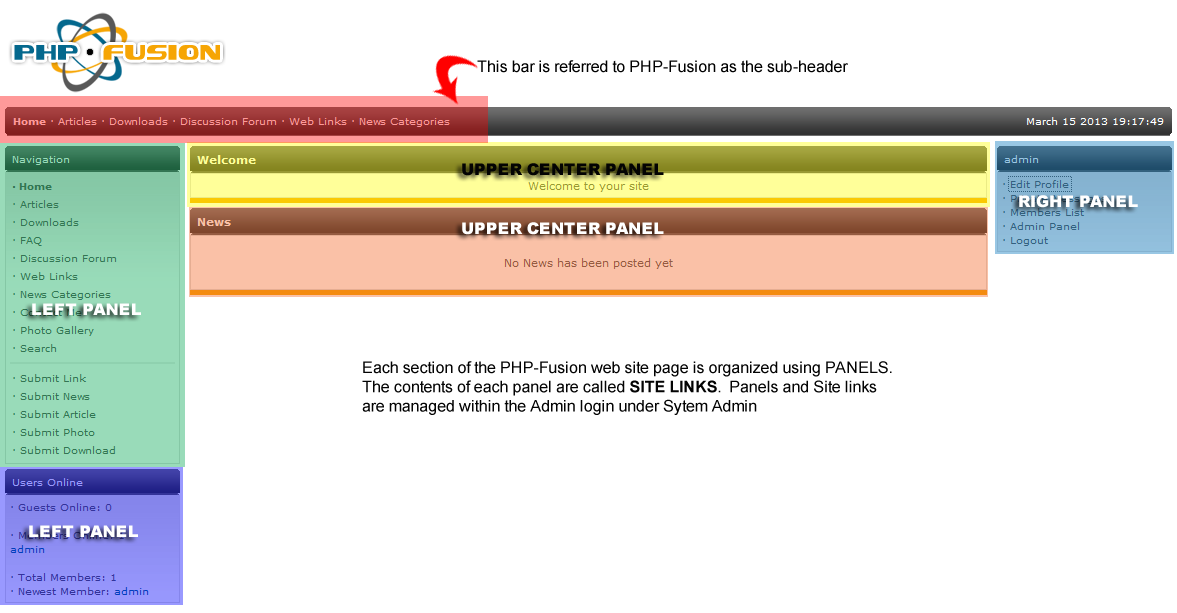 PHP·FUSION
This bar is referred to PHP-Fusion as the sub-header
Home · Articles · Downloads · Discussion Forum · Web Links · News Categories
March 15 2013 19:17:49
Navigation
· Home
· Articles
· Downloads
· FAQ
· Discussion Forum
· Web Links
· News Categories
LEFT PANEL
· Photo Gallery
· Search
· Submit Link
· Submit News
· Submit Article
· Submit Photo
· Submit Download
Users Online
· Guests Online: 0
LEFT PANEL
admin
· Total Members: 1
· Newest Member: admin
Welcome
UPPER CENTER PANEL
Welcome to your site
News
UPPER CENTER PANEL
No News has been posted yet
Each section of the PHP-Fusion web site page is organized using PANELS.
The contents of each panel are called SITE LINKS. Panels and Site links
are managed within the Admin login under Sytem Admin
admin
· Edit Profile
RIGHT PANEL
· Members List
· Admin Panel
· Logout